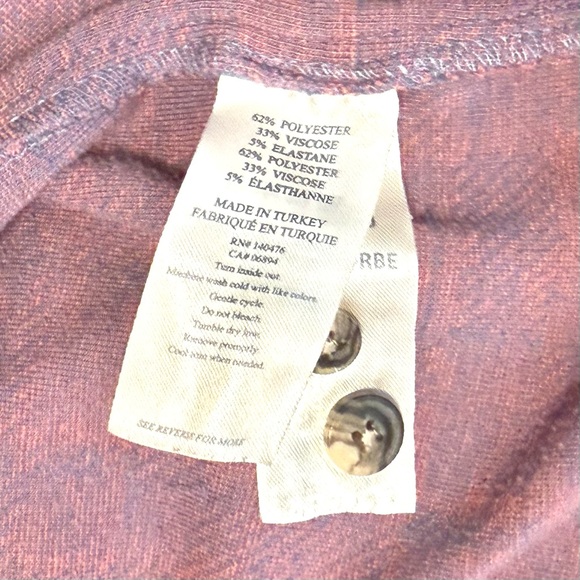 62% POLYESTER
33% VISCOSE
5% ELASTANE
62% POLYESTER
33% VISCOSE
5% ÉLASTHANNE
MADE IN TURKEY
FABRIQUÉ EN TURQUIE
RN# 140476
CA# 06894
Turn inside out.
Machine wash cold with like colors.
Gentle cycle.
Do not bleach.
Tumble dry low.
Remove promptly.
Cool iron when needed.
SEE REVERSE FOR MORE
RBE